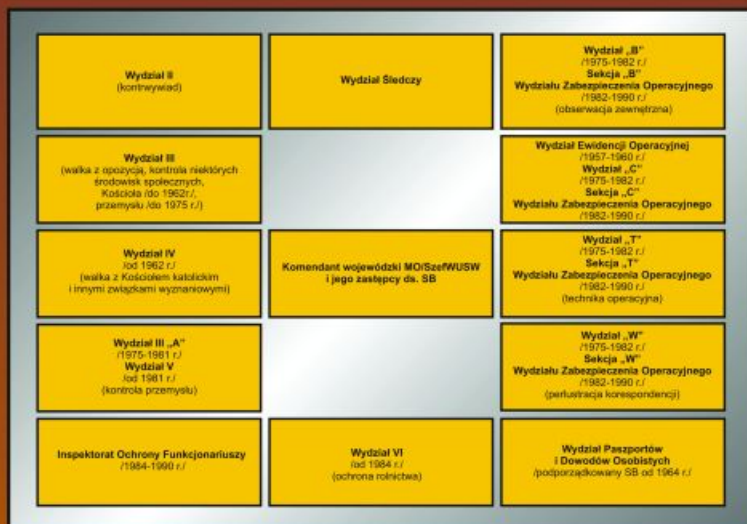 Wydział II
(kontrwywiad)
Wydział Śledczy
Wydział „B"
/1975-1982 r./
Sekcja „B"
Wydziału Zabezpieczenia Operacyjnego
/1982-1990 r./
(obserwacja zewnętrzna)
Wydział III
(walka z opozycją, kontrola niektórych
środowisk społecznych,
Kościoła /do 1962r./,
przemysłu /do 1975 r./)
Wydział Ewidencji Operacyjnej
/1957-1960 r./
Wydział „C"
/1975-1982 r./
Sekcja „C"
Wydziału Zabezpieczenia Operacyjnego
/1982-1990 r./
Wydział IV
/od 1962 r./
(walka z Kościołem katolickim
i innymi związkami wyznaniowymi)
Komendant wojewódzki MO/SzefWUSW
i jego zastępcy ds. SB
Wydział „T"
/1975-1982 r./
Sekcja „T"
Wydziału Zabezpieczenia Operacyjnego
/1982-1990 r./
(technika operacyjna)
Wydział III „A"
/1975-1981 r./
Wydział V
/od 1981 r./
(kontrola przemysłu)
Wydział „W"
/1975-1982 r./
Sekcja „W"
Wydziału Zabezpieczenia Operacyjnego
/1982-1990 r./
(perlustracja korespondencji)
Inspektorat Ochrony Funkcjonariuszy
/1984-1990 r./
Wydział VI
/od 1984 r./
(ochrona rolnictwa)
Wydział Paszportów
i Dowodów Osobistych
/podporządkowany SB od 1964 r./